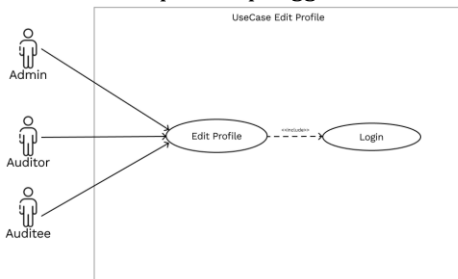 UseCase Edit Profile
Admin
Auditor
Auditee
Edit Profile
<<include>>
Login